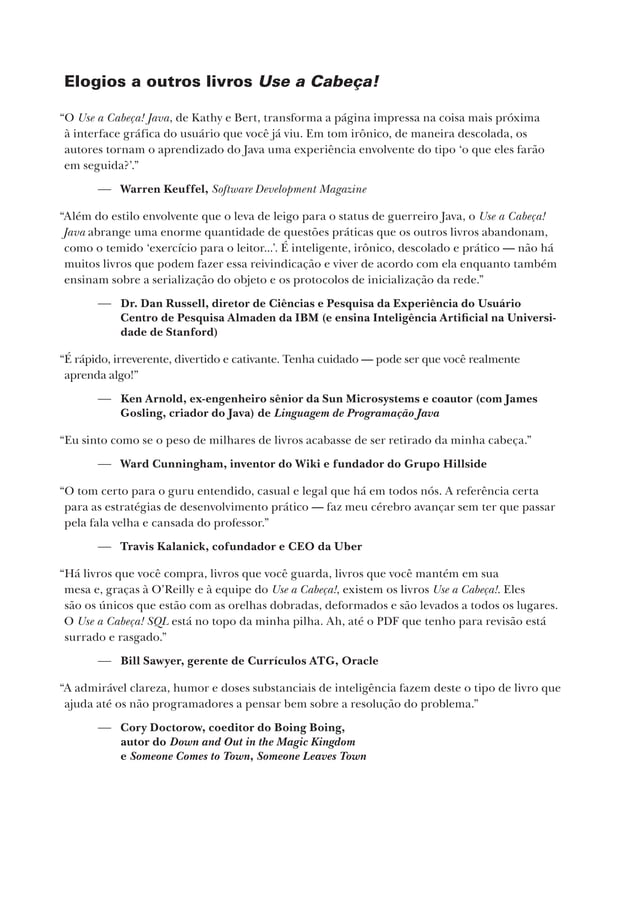 Elogios a outros livros Use a Cabeça!
“O Use a Cabeça! Java, de Kathy e Bert, transforma a página impressa na coisa mais próxima
à interface gráfica do usuário que você já viu. Em tom irônico, de maneira descolada, os
autores tornam o aprendizado do Java uma experiência envolvente do tipo ‘o que eles farão
em seguida?’.”
— Warren Keuffel, Software Development Magazine
“Além do estilo envolvente que o leva de leigo para o status de guerreiro Java, o Use a Cabeça!
Java abrange uma enorme quantidade de questões práticas que os outros livros abandonam,
como o temido ‘exercício para o leitor...’. É inteligente, irônico, descolado e prático — não há
muitos livros que podem fazer essa reivindicação e viver de acordo com ela enquanto também
ensinam sobre a serialização do objeto e os protocolos de inicialização da rede.”
— Dr. Dan Russell, diretor de Ciências e Pesquisa da Experiência do Usuário
Centro de Pesquisa Almaden da IBM (e ensina Inteligência Artificial na Universi-
dade de Stanford)
“É rápido, irreverente, divertido e cativante. Tenha cuidado — pode ser que você realmente
aprenda algo!”
— Ken Arnold, ex-engenheiro sênior da Sun Microsystems e coautor (com James
Gosling, criador do Java) de Linguagem de Programação Java
“Eu sinto como se o peso de milhares de livros acabasse de ser retirado da minha cabeça.”
— Ward Cunningham, inventor do Wiki e fundador do Grupo Hillside
“O tom certo para o guru entendido, casual e legal que há em todos nós. A referência certa
para as estratégias de desenvolvimento prático — faz meu cérebro avançar sem ter que passar
pela fala velha e cansada do professor.”
— Travis Kalanick, cofundador e CEO da Uber
“Há livros que você compra, livros que você guarda, livros que você mantém em sua
mesa e, graças à O’Reilly e à equipe do Use a Cabeça!, existem os livros Use a Cabeça!. Eles
são os únicos que estão com as orelhas dobradas, deformados e são levados a todos os lugares.
O Use a Cabeça! SQL está no topo da minha pilha. Ah, até o PDF que tenho para revisão está
surrado e rasgado.”
— Bill Sawyer, gerente de Currículos ATG, Oracle
“A admirável clareza, humor e doses substanciais de inteligência fazem deste o tipo de livro que
ajuda até os não programadores a pensar bem sobre a resolução do problema.”
— Cory Doctorow, coeditor do Boing Boing,
autor do Down and Out in the Magic Kingdom
e Someone Comes to Town, Someone Leaves Town